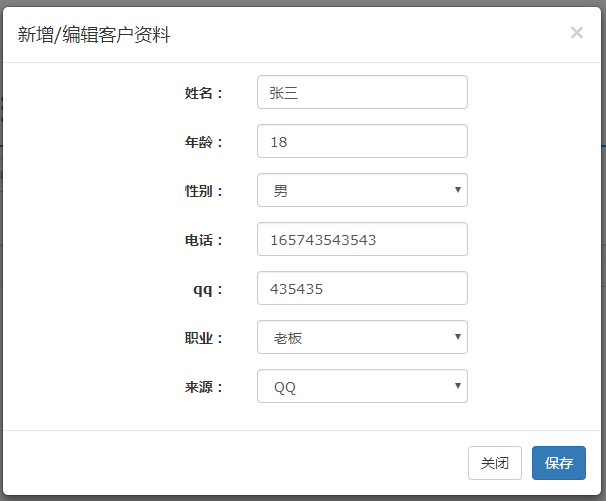 新增/编辑客户资料 ×
姓名： 张三
年龄： 18
性别： 男
电话： 165743543543
qq： 435435
职业： 老板
来源： QQ
关闭 保存